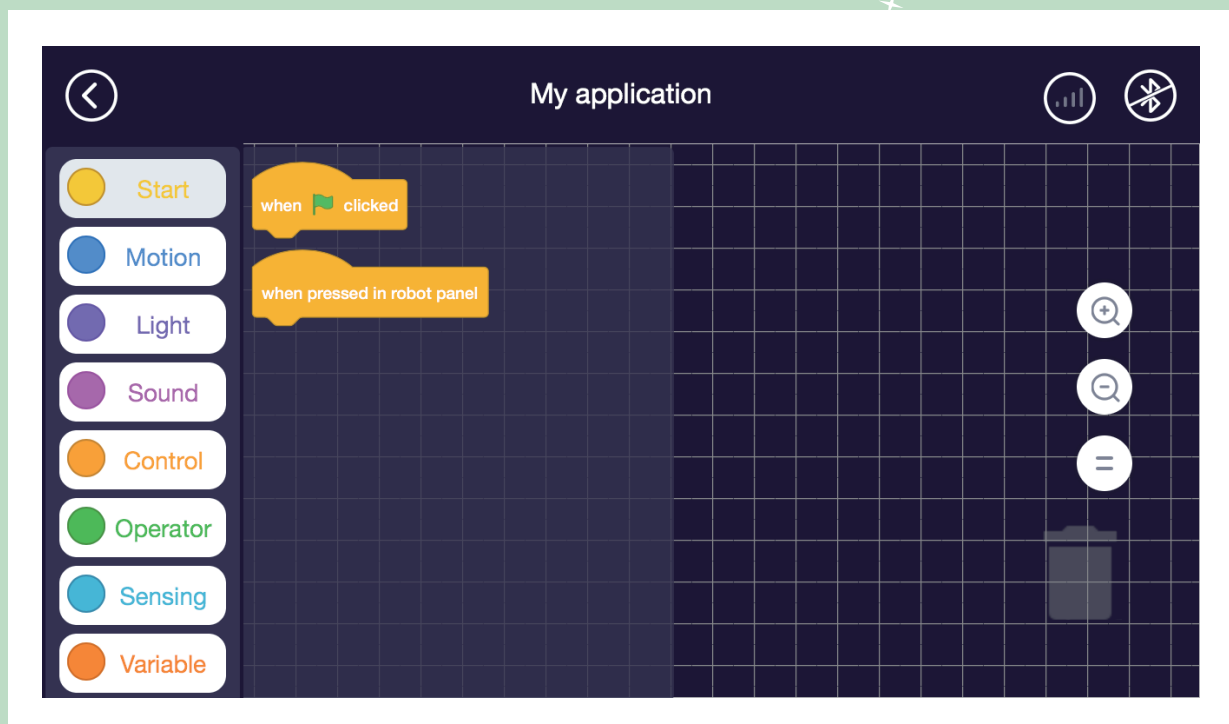 My application
Start
Motion
Light
Sound
Control
Operator
Sensing
Variable
when clicked
when pressed in robot panel